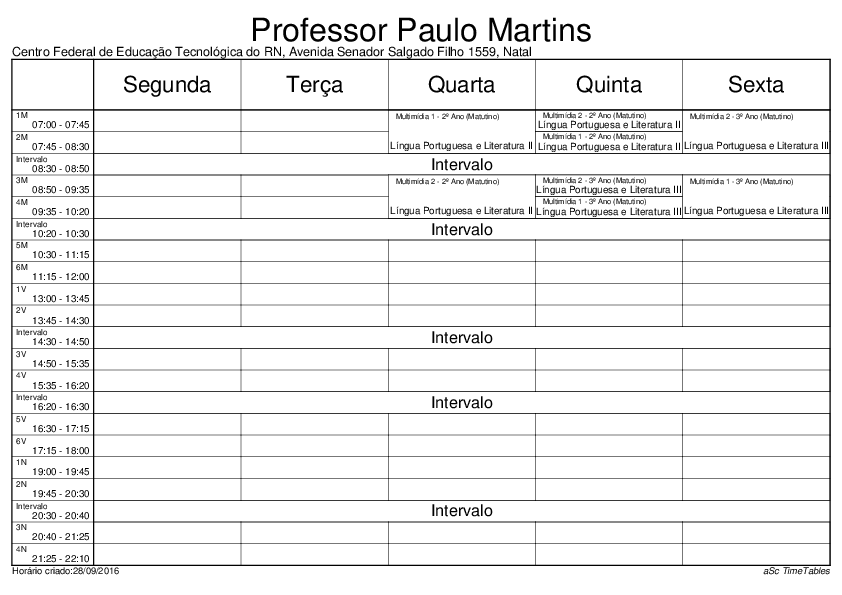 Professor Paulo Martins
Centro Federal de Educação Tecnológica do RN, Avenida Senador Salgado Filho 1559, Natal
Segunda Terça Quarta Quinta Sexta
1M
07:00 - 07:45
Multimídia 1 - 2º Ano (Matutino)
Língua Portuguesa e Literatura II
Multimídia 2 - 2º Ano (Matutino)
Língua Portuguesa e Literatura II
Multimídia 2 - 3º Ano (Matutino)
Língua Portuguesa e Literatura III
2M
07:45 - 08:30
Multimídia 1 - 2º Ano (Matutino)
Língua Portuguesa e Literatura II
Intervalo
08:30 - 08:50
Intervalo
3M
08:50 - 09:35
Multimídia 2 - 2º Ano (Matutino)
Língua Portuguesa e Literatura II
Multimídia 2 - 3º Ano (Matutino)
Língua Portuguesa e Literatura III
Multimídia 1 - 3º Ano (Matutino)
Língua Portuguesa e Literatura III
4M
09:35 - 10:20
Multimídia 1 - 3º Ano (Matutino)
Língua Portuguesa e Literatura III
Intervalo
10:20 - 10:30
Intervalo
5M
10:30 - 11:15
6M
11:15 - 12:00
1V
13:00 - 13:45
2V
13:45 - 14:30
Intervalo
14:30 - 14:50
Intervalo
3V
14:50 - 15:35
4V
15:35 - 16:20
Intervalo
16:20 - 16:30
Intervalo
5V
16:30 - 17:15
6V
17:15 - 18:00
1N
19:00 - 19:45
2N
19:45 - 20:30
Intervalo
20:30 - 20:40
Intervalo
3N
20:40 - 21:25
4N
21:25 - 22:10
Horário criado:28/09/2016
aSc TimeTables